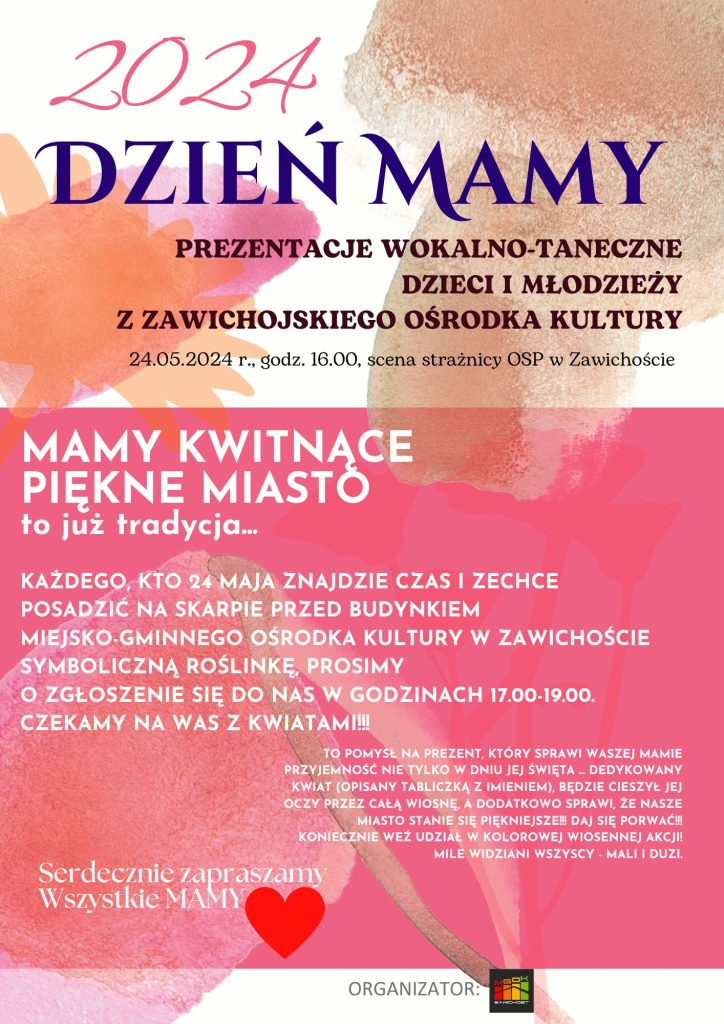 2024
DZIEŃ MAMY
PREZENTACJE WOKALNO-TANECZNE
DZIECI I MŁODZIEŻY
Z ZAWICHOJSKIEGO OŚRODKA KULTURY
24.05.2024 r., godz. 16.00, scena strażnicy OSP w Zawichoście
MAMY KWITNĄCE
PIĘKNE MIASTO
to już tradycja...
KAŻDEGO, KTO 24 MAJA ZNAJDZIE CZAS I ZECHCE
POSADZIĆ NA SKARPIE PRZED BUDYNKIEM
MIEJSKO-GMINNEGO OŚRODKA KULTURY W ZAWICHOŚCIE
SYMBOLICZNĄ ROŚLINKĘ, PROSIMY
O ZGŁOSZENIE SIĘ DO NAS W GODZINACH 17.00-19.00.
CZEKAMY NA WAS Z KWIATAMI!!!
TO POMYSŁ NA PREZENT, KTÓRY SPRAWI WASZEJ MAMIE
PRZYJEMNOŚĆ NIE TYLKO W DNIU JEJ ŚWIĘTA ... DEDYKOWANY
KWIAT (OPISANY TABLICZKĄ Z IMIENIEM), BĘDZIE CIESZYŁ JEJ
OCZY PRZEZ CAŁĄ WIOSNĘ, A DODATKOWO SPRAWI, ŻE NASZE
MIASTO STANIE SIĘ PIĘKNIEJSZE!!! DAJ SIĘ PORWAĆ!!!
KONIECZNIE WEŹ UDZIAŁ W KOLOROWEJ WIOSENNEJ AKCJI!
MILE WIDZIANI WSZYSCY - MALI I DUZI.
Serdecznie zapraszamy
Wszystkie MAMY
ORGANIZATOR:
MGOK
ZAWICHOST